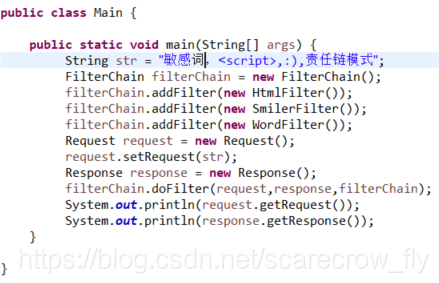 public class Main {
public static void main(String[] args) {
String str = "敏感词，<script>,:),责任链模式";
FilterChain filterChain = new FilterChain();
filterChain.addFilter(new HtmlFilter());
filterChain.addFilter(new SmilerFilter());
filterChain.addFilter(new WordFilter());
Request request = new Request();
request.setRequest(str);
Response response = new Response();
filterChain.doFilter(request,response,filterChain);
System.out.println(request.getRequest());
System.out.println(response.getResponse());
}
}
https://blog.csdn.net/scarecrow_fly